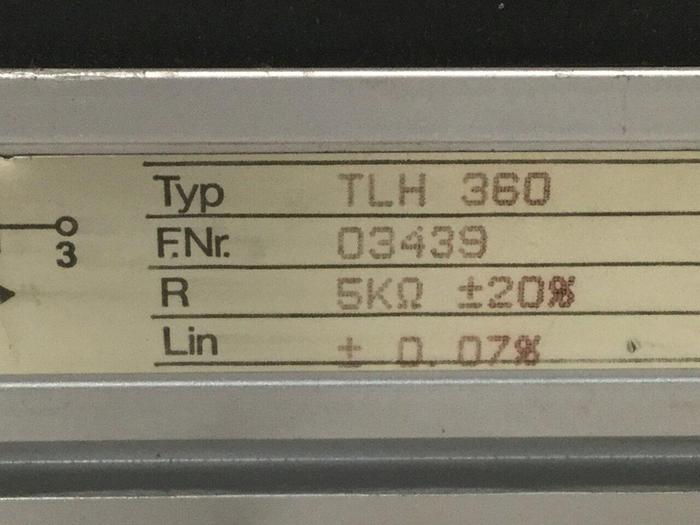 Typ TLH 360
F.Nr. 03439
3
R 5KΩ ±20%
Lin ± 0.07%